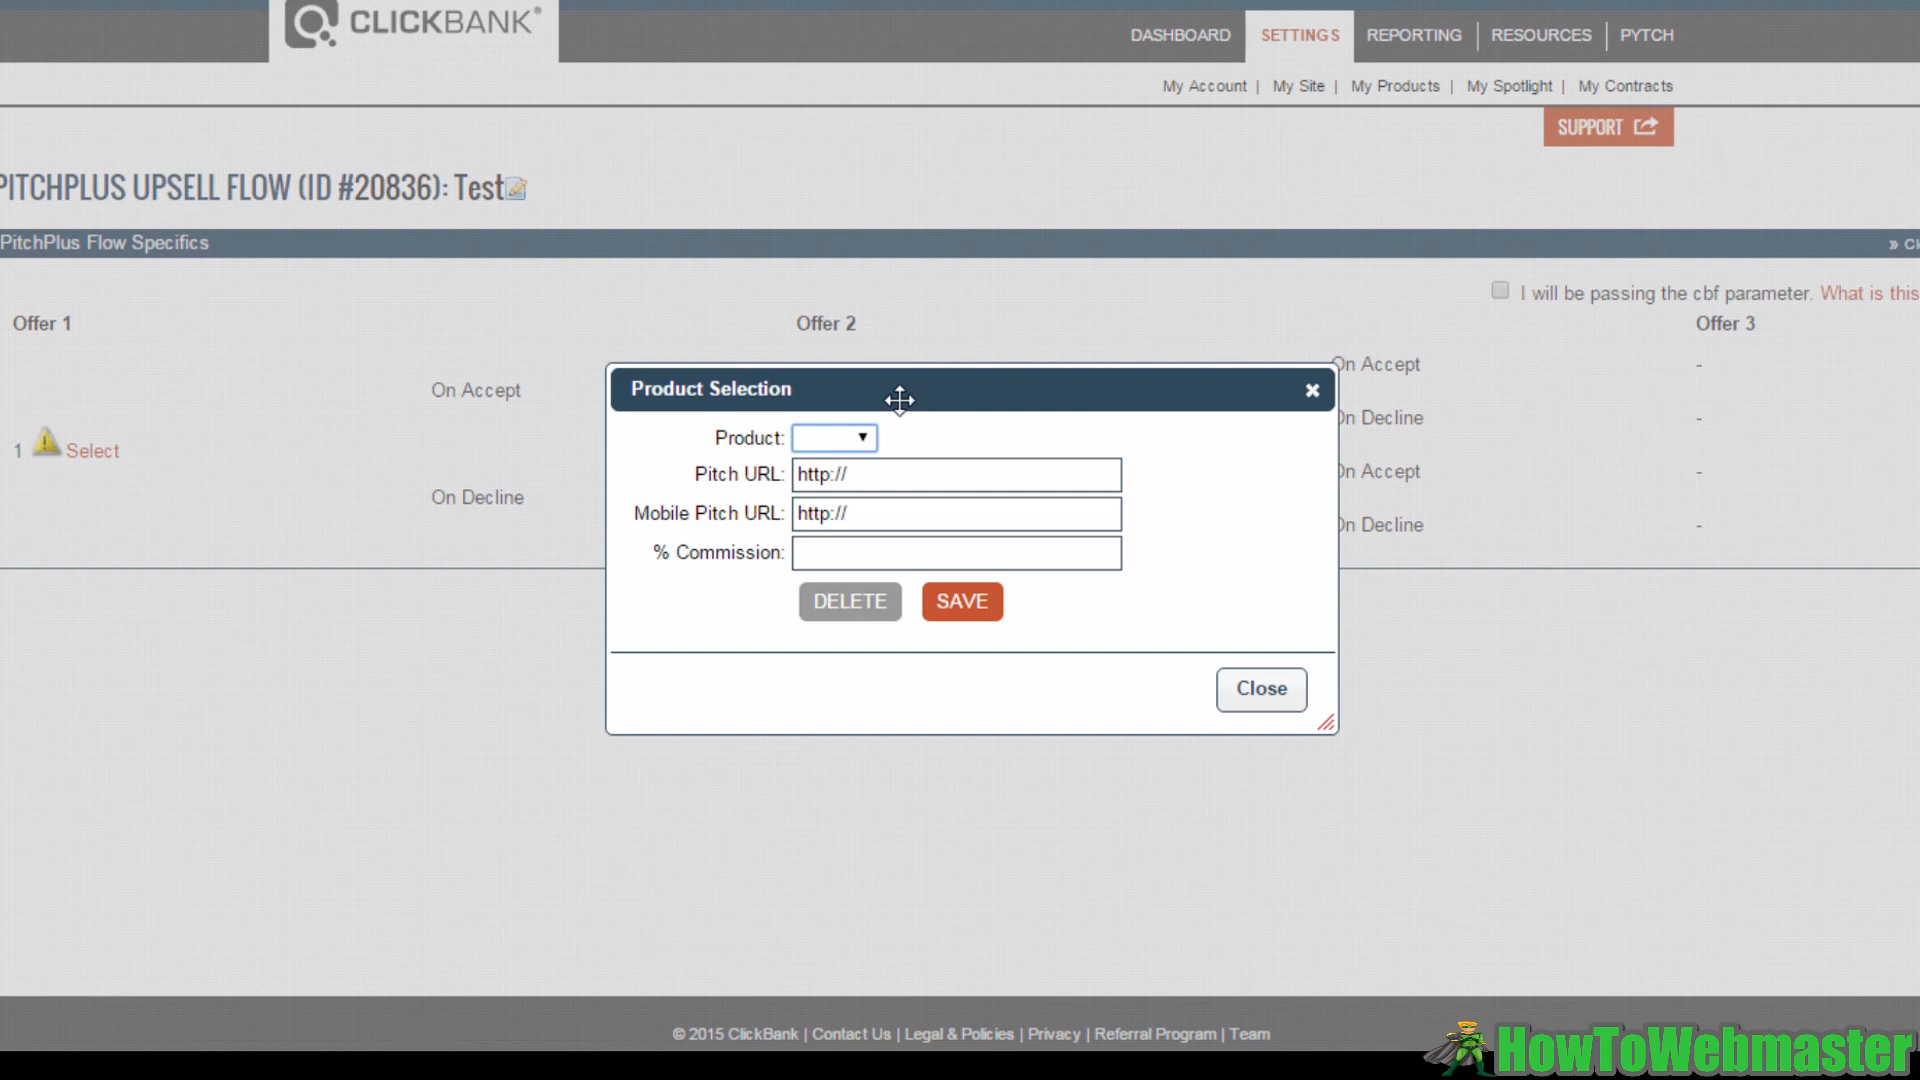 CLICKBANK®
DASHBOARD SETTINGS REPORTING RESOURCES PYTCH
My Account | My Site | My Products | My Spotlight | My Contracts
SUPPORT
PITCHPLUS UPSELL FLOW (ID #20836): Test
PitchPlus Flow Specifics
I will be passing the cbf parameter. What is this
Offer 1 Offer 2 Offer 3
On Accept -
On Accept
On Decline -
1 Select
On Accept -
On Decline
On Decline -
Product Selection
Product:
Pitch URL: http://
Mobile Pitch URL: http://
% Commission:
DELETE SAVE
Close
© 2015 ClickBank | Contact Us | Legal & Policies | Privacy | Referral Program | Team
HowToWebmaster